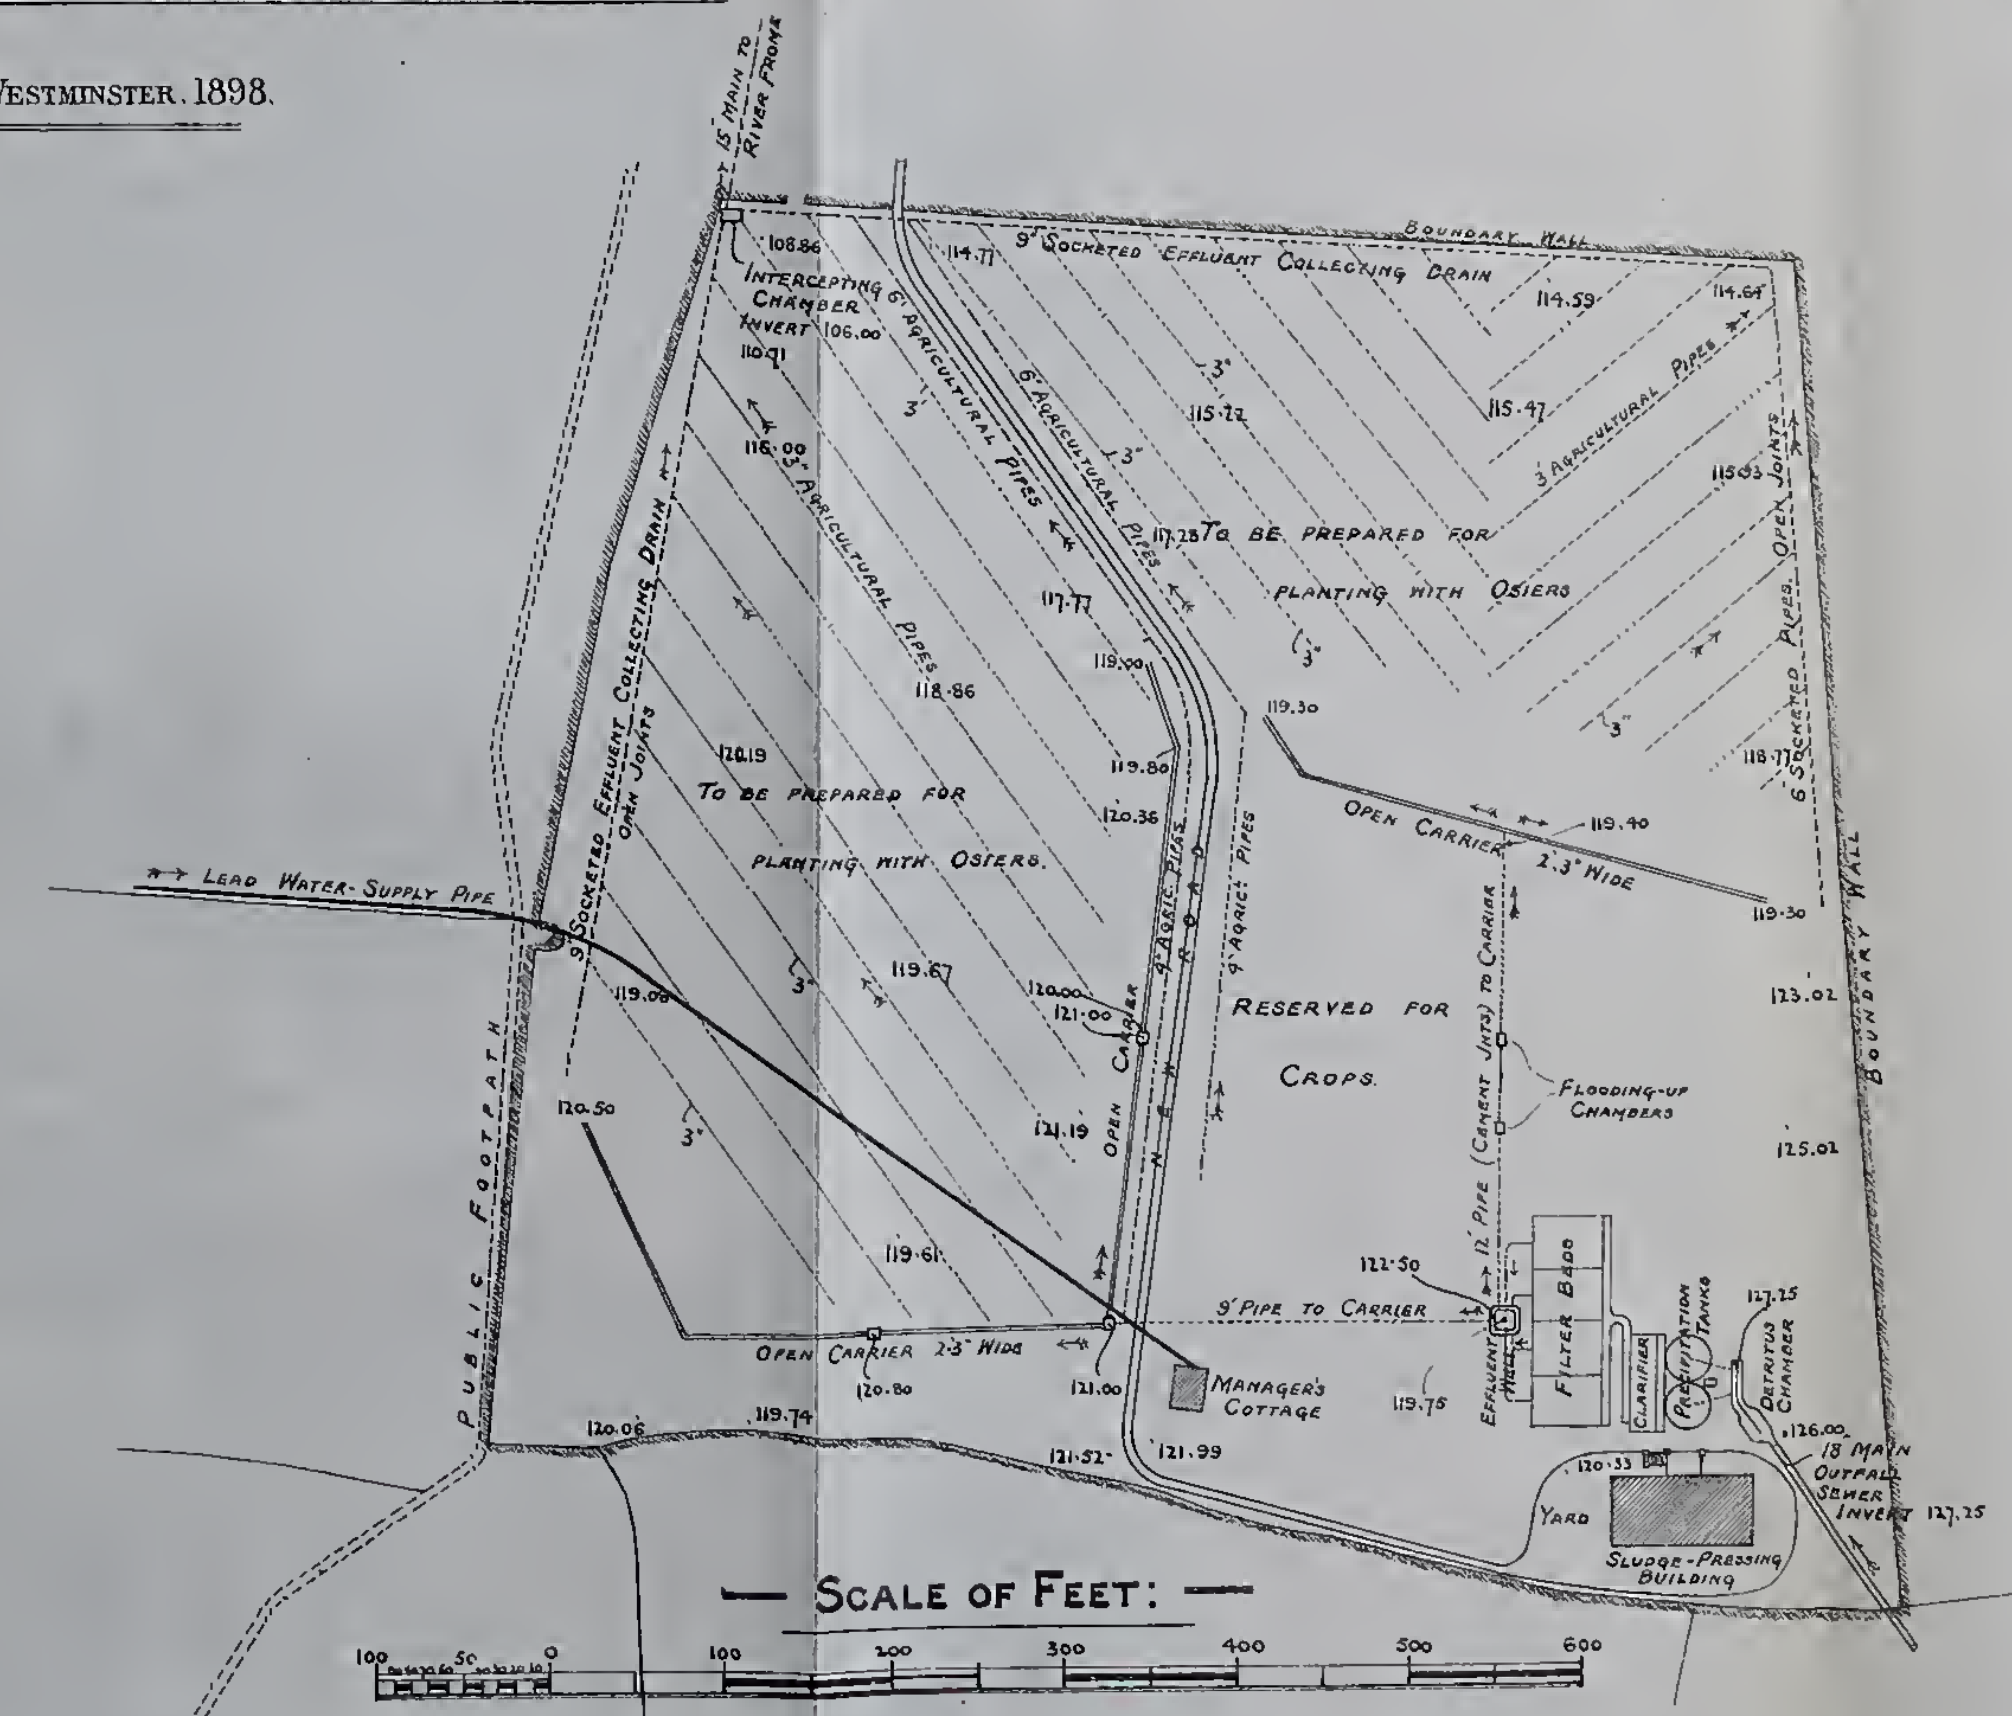 WESTMINSTER. 1898.
15" MAIN TO
RIVER FROME
BOUNDARY WALL
9" SOCKETED EFFLUENT COLLECTING DRAIN
108.86
114.77
INTERCEPTING
CHAMBER
INVERT 106.00
6" AGRICULTURAL PIPES
114.59
114.64
110.91
3"
6" AGRICULTURAL PIPES
3"
115.22
115.47
3" AGRICULTURAL PIPES
116.00
3" AGRICULTURAL PIPES
3"
115.93
6" SOCKETED PIPES. OPEN JOINTS
117.28
TO BE PREPARED FOR
PLANTING WITH OSIERS
117.77
3"
119.00
118.86
3"
119.30
118.77
9" SOCKETED EFFLUENT COLLECTING DRAIN
OPEN JOINTS
120.19
TO BE PREPARED FOR
PLANTING WITH OSIERS.
119.80
120.36
OPEN CARRIER
2'.3" WIDE
119.40
119.30
LEAD WATER-SUPPLY PIPE
4" AGRIC. PIPES
NEW ROAD
4" AGRICT PIPES
BOUNDARY WALL
BOUNDARY WALL
119.67
3"
119.08
120.00
121.00
OPEN CARRIER
RESERVED FOR
CROPS.
12" PIPE (CEMENT JNTS) TO CARRIER
123.02
FLOODING-UP
CHAMBERS
120.50
3"
121.19
125.02
PUBLIC FOOTPATH
119.61
122.50
9" PIPE TO CARRIER
FILTER BEDS
PRECIPITATION
TANKS
127.25
DETRITUS
CHAMBER
OPEN CARRIER 2'.3" WIDE
120.80
121.00
MANAGER'S
COTTAGE
119.75
EFFLUENT
WELL
CLARIFIER
120.06
119.74
121.52
121.99
126.00
18" MAIN
OUTFALL
SEWER
INVERT 127.25
120.33
YARD
SLUDGE-PRESSING
BUILDING
SCALE OF FEET:
100 50 0 100 200 300 400 500 600